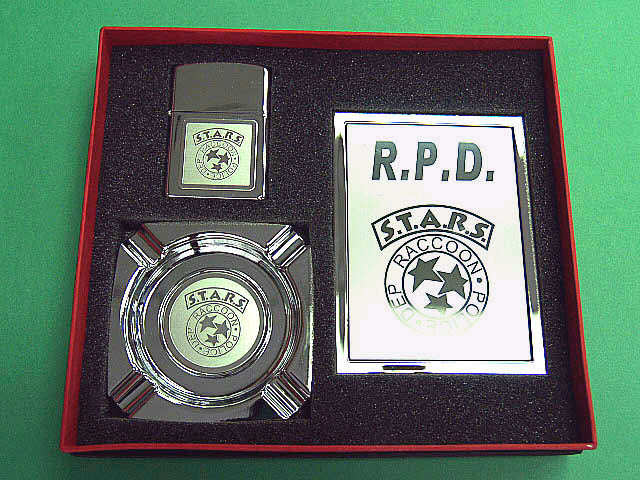 S.T.A.R.S
RACCOON
POLICE DEP
R.P.D.
S.T.A.R.S.
RACCOON • POLICE • DEP
S.T.A.R.S
RACCOON • POLICE • DEP